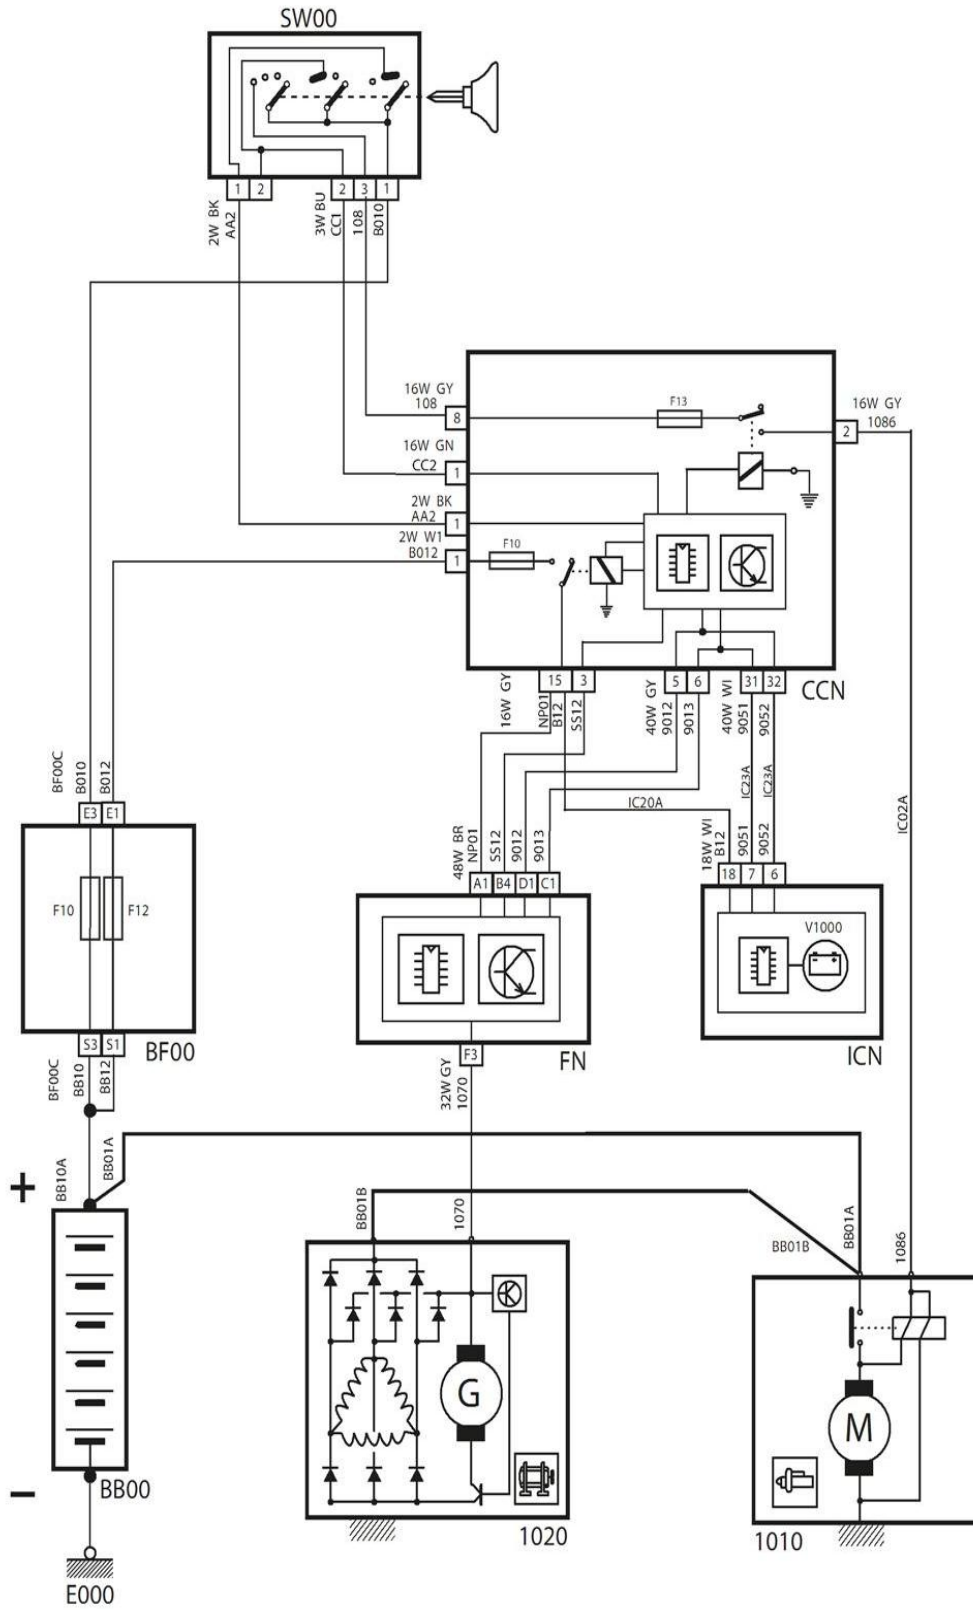 SW00
1 2 2 3 1
2W BK
AA2
3W BU
CC1
108
B010
16W GY
108
8
F13
16W GY
1086
2
16W GN
CC2
1
2W BK
AA2
1
2W W1
B012
1
F10
CCN
15 3 5 6 31 32
16W GY
NP01
B12
SS12
40W GY
9012
9013
40W WI
9051
9052
IC23A
IC23A
IC20A
IC02A
BF00C
B010
B012
E3 E1
F10
F12
S3 S1
BF00
BF00C
BB10
BB12
48W BR
NP01
SS12
9012
9013
A1 B4 D1 C1
F3
FN
32W GY
1070
18W WI
B12
9051
9052
18 7 6
V1000
- +
ICN
+
BB10A
BB01A
BB01B
1070
BB01B
BB01A
1086
G
M
−
BB00
E000
1020
1010